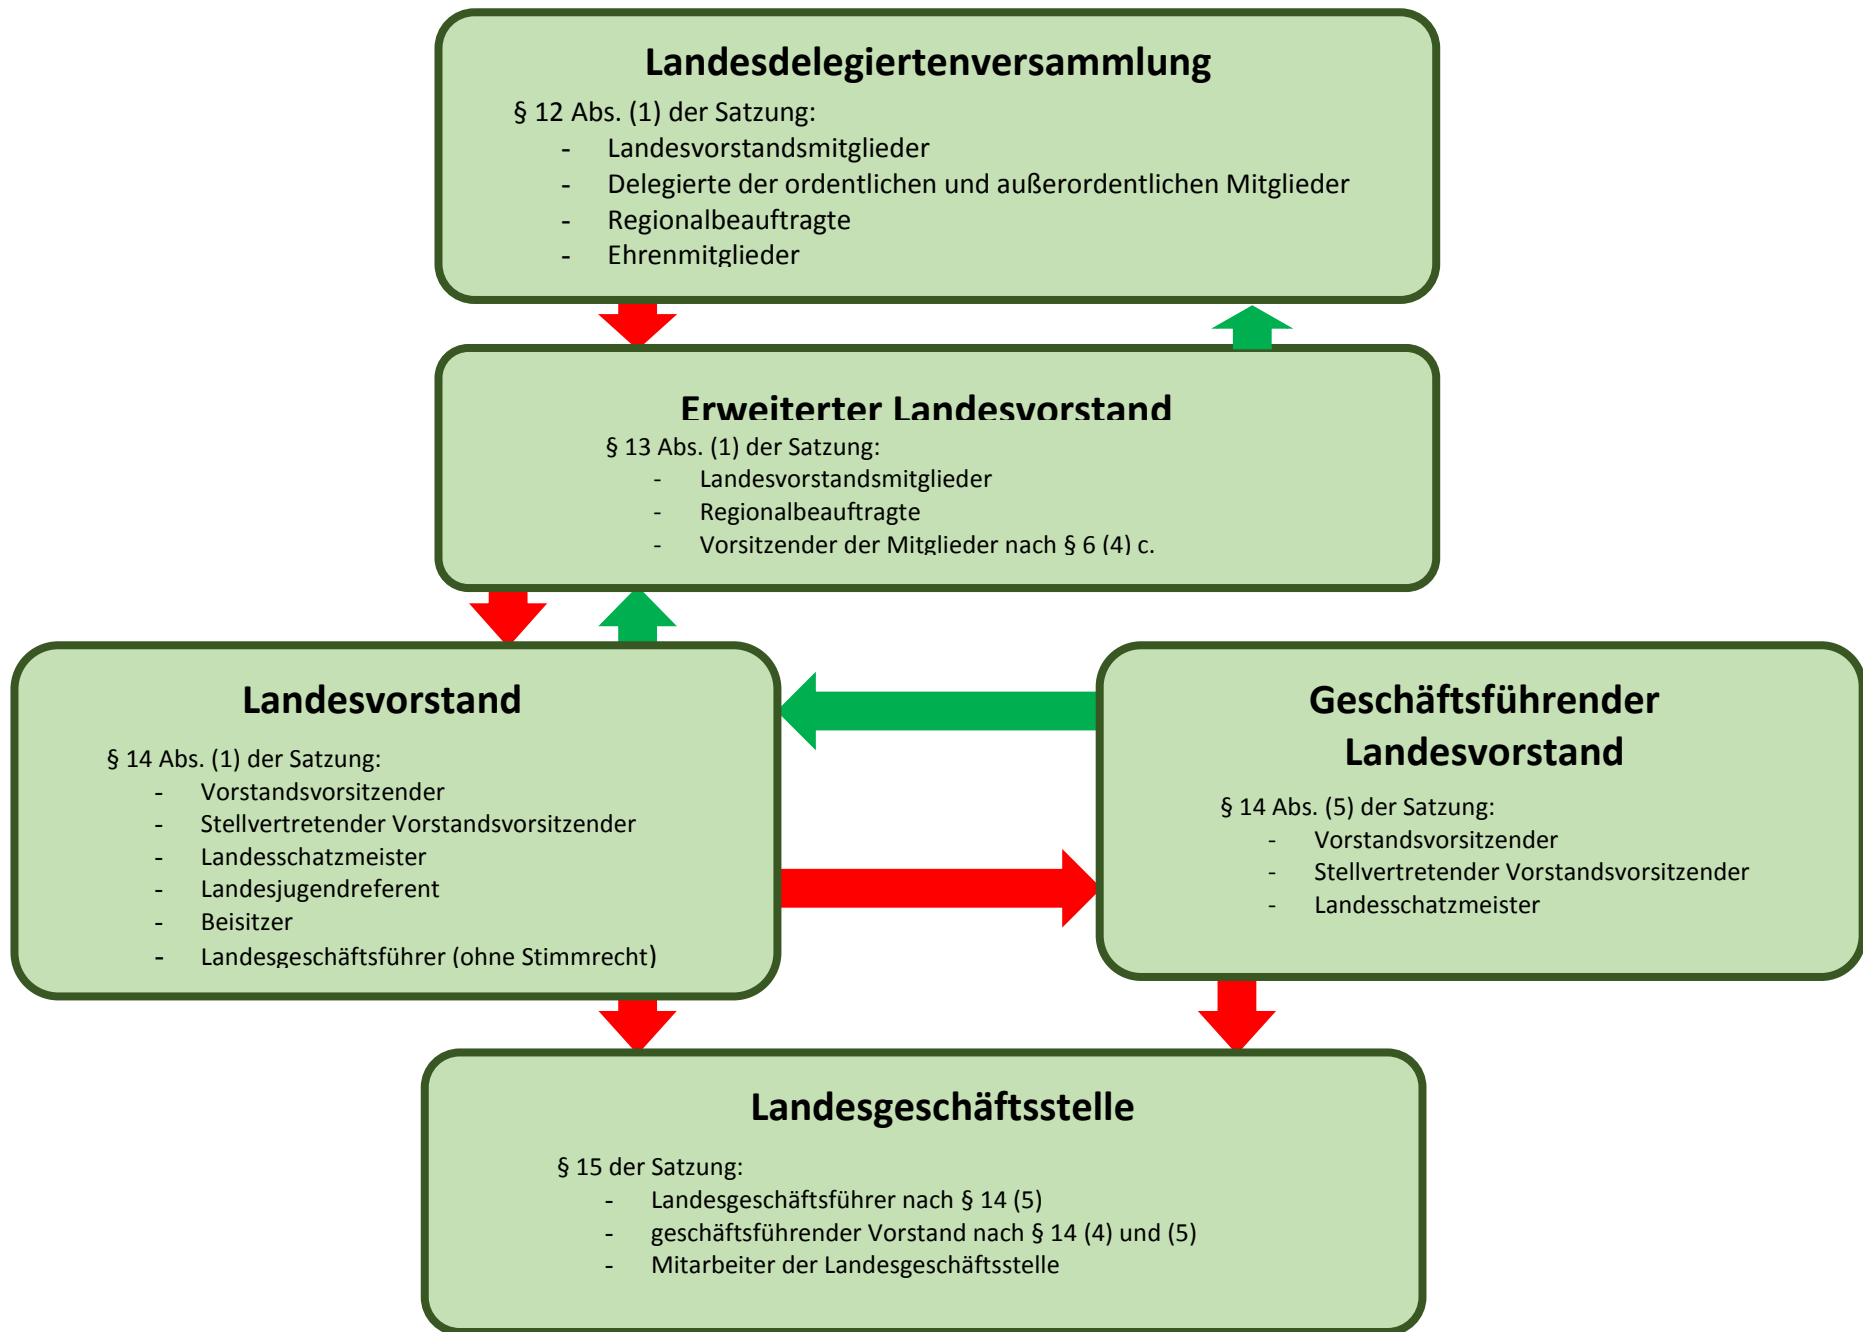 Landesdelegiertenversammlung
§ 12 Abs. (1) der Satzung:
- Landesvorstandsmitglieder
- Delegierte der ordentlichen und außerordentlichen Mitglieder
- Regionalbeauftragte
- Ehrenmitglieder
Erweiterter Landesvorstand
§ 13 Abs. (1) der Satzung:
- Landesvorstandsmitglieder
- Regionalbeauftragte
- Vorsitzender der Mitglieder nach § 6 (4) c.
Landesvorstand
§ 14 Abs. (1) der Satzung:
- Vorstandsvorsitzender
- Stellvertretender Vorstandsvorsitzender
- Landesschatzmeister
- Landesjugendreferent
- Beisitzer
- Landesgeschäftsführer (ohne Stimmrecht)
Geschäftsführender
Landesvorstand
§ 14 Abs. (5) der Satzung:
- Vorstandsvorsitzender
- Stellvertretender Vorstandsvorsitzender
- Landesschatzmeister
Landesgeschäftsstelle
§ 15 der Satzung:
- Landesgeschäftsführer nach § 14 (5)
- geschäftsführender Vorstand nach § 14 (4) und (5)
- Mitarbeiter der Landesgeschäftsstelle